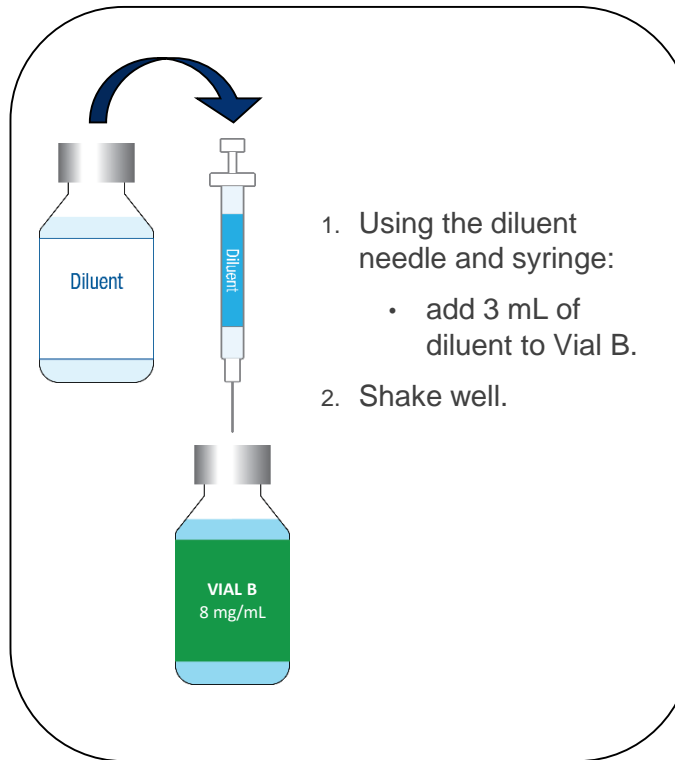 Diluent
Diluent
1. Using the diluent
needle and syringe:
• add 3 mL of
diluent to Vial B.
2. Shake well.
VIAL B
8 mg/mL